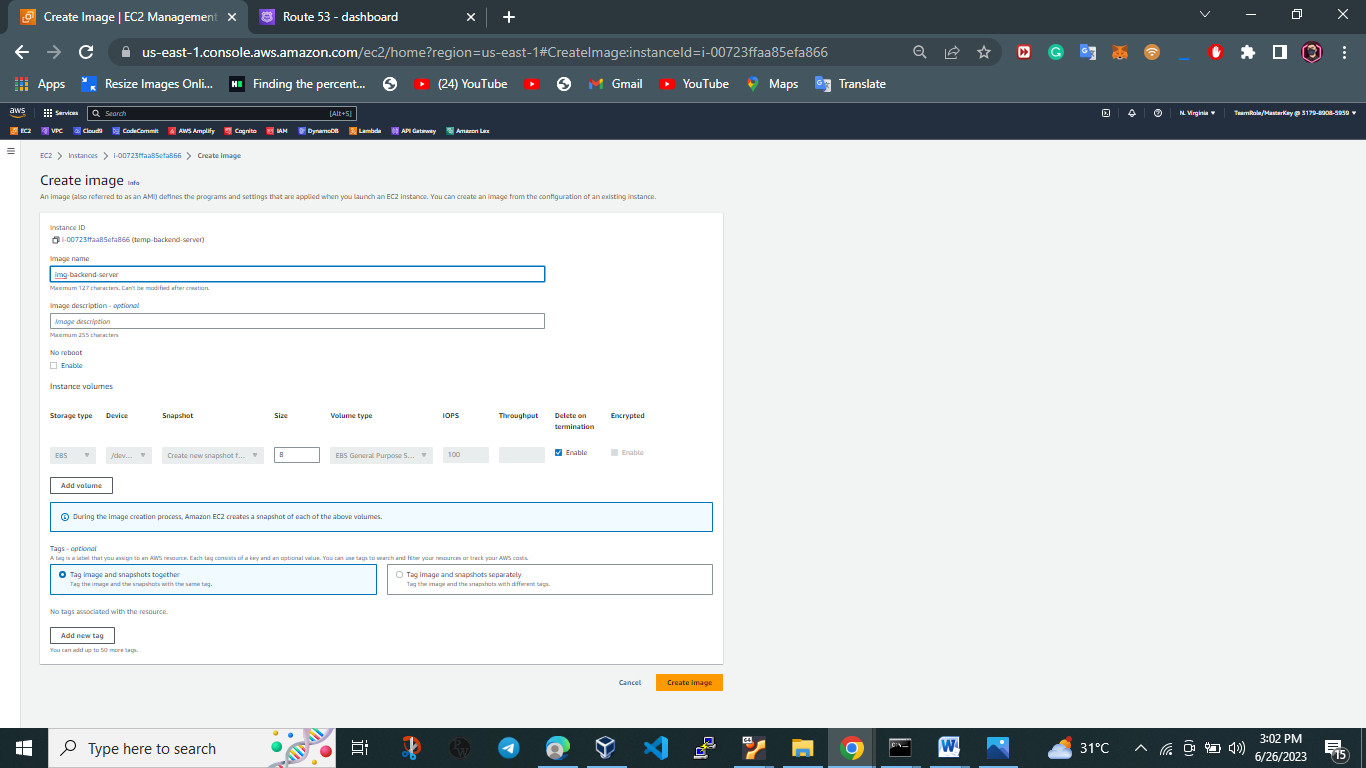 Create Image | EC2 Management
Route 53 - dashboard
us-east-1.console.aws.amazon.com/ec2/home?region=us-east-1#CreateImage:instanceId=i-00723ffaa85efa866
Apps
Resize Images Onli...
Finding the percent...
(24) YouTube
Gmail
YouTube
Maps
Translate
aws
Services
Search
[Alt+S]
N. Virginia
TeamRole/MasterKey @ 3179-8908-5959
EC2
VPC
Cloud9
CodeCommit
AWS Amplify
Cognito
IAM
DynamoDB
Lambda
API Gateway
Amazon Lex
EC2
Instances
i-00723ffaa85efa866
Create image
Create image Info
An image (also referred to as an AMI) defines the programs and settings that are applied when you launch an EC2 instance. You can create an image from the configuration of an existing instance.
Instance ID
i-00723ffaa85efa866 (temp-backend-server)
Image name
img-backend-server
Maximum 127 characters. Can't be modified after creation.
Image description - optional
Image description
Maximum 255 characters
No reboot
Enable
Instance volumes
Storage type Device Snapshot Size Volume type IOPS Throughput Delete on termination Encrypted
EBS /dev... Create new snapshot f... 8 EBS General Purpose S... 100 Enable Enable
Add volume
During the image creation process, Amazon EC2 creates a snapshot of each of the above volumes.
Tags - optional
A tag is a label that you assign to an AWS resource. Each tag consists of a key and an optional value. You can use tags to search and filter your resources or track your AWS costs.
Tag image and snapshots together
Tag the image and the snapshots with the same tag.
Tag image and snapshots separately
Tag the image and the snapshots with different tags.
No tags associated with the resource.
Add new tag
You can add up to 50 more tags.
Cancel
Create image
Type here to search
31°C
3:02 PM
6/26/2023
15